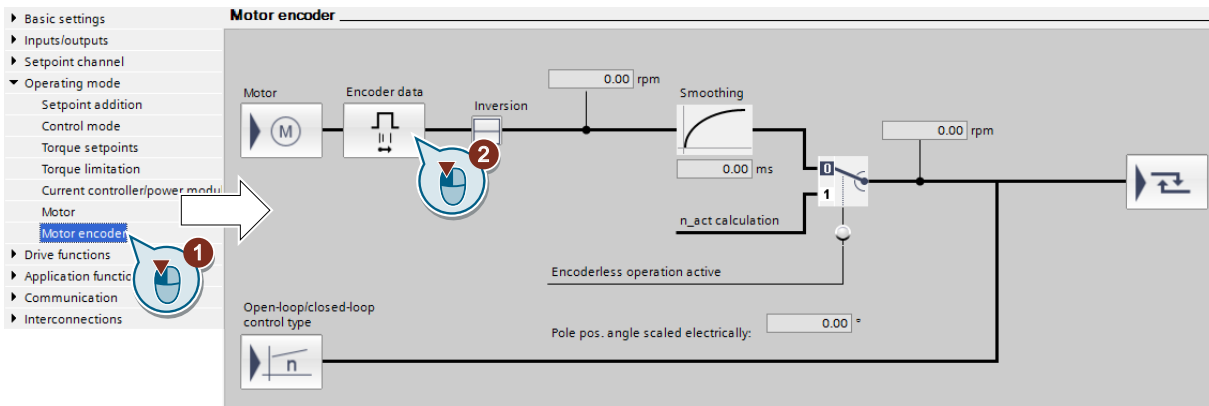 Basic settings
Inputs/outputs
Setpoint channel
Operating mode
Setpoint addition
Control mode
Torque setpoints
Torque limitation
Current controller/power modu
Motor
Motor encoder
Drive functions
Application functio
Communication
Interconnections
1
Motor encoder
0.00 rpm
Motor
Encoder data
Inversion
Smoothing
M
2
0.00 rpm
0.00 ms
0
1
n_act calculation
Encoderless operation active
Open-loop/closed-loop
control type
Pole pos. angle scaled electrically:
0.00 °
n